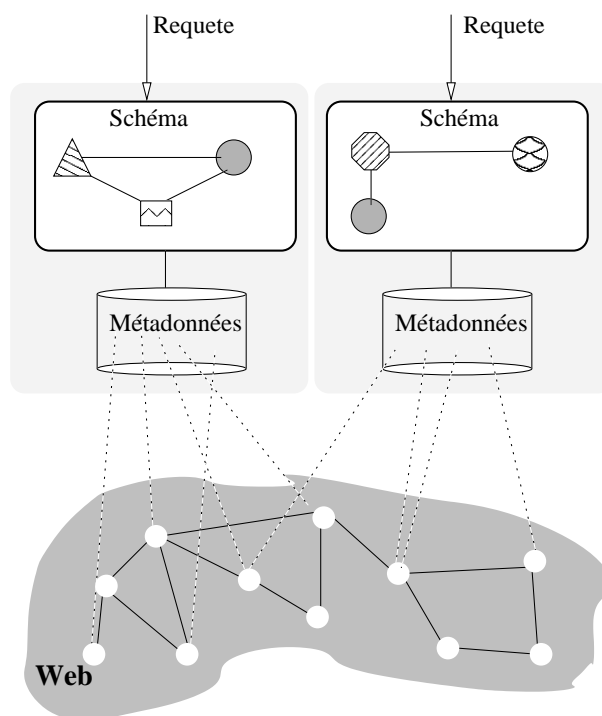 Requete
Requete
Schéma
Schéma
Métadonnées
Métadonnées
Web